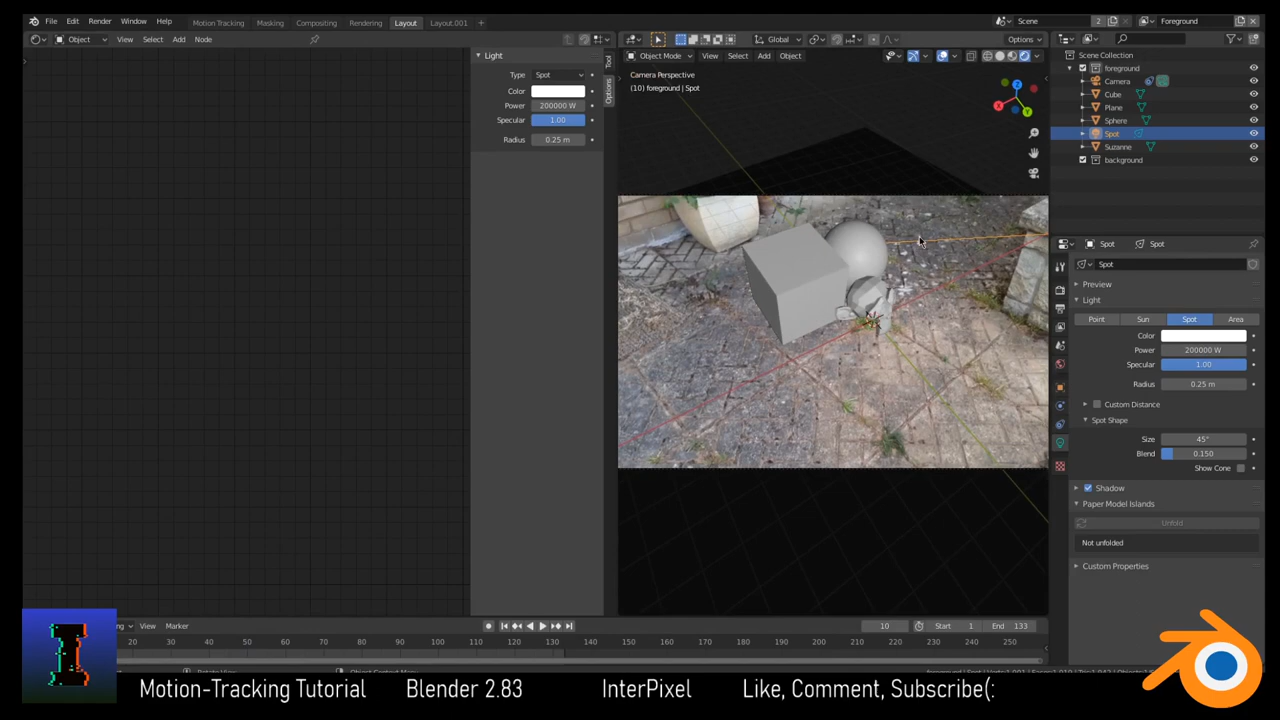 File Edit Render Window Help Motion Tracking Masking Compositing Rendering Layout Layout.001 + Scene 2 Foreground
Object View Select Add Node Global Options
Light
Type Spot
Color
Power 200000 W
Specular 1.00
Radius 0.25 m
Tool
Options
Object Mode View Select Add Object
Camera Perspective
(10) foreground | Spot
X
Y
Z
Scene Collection
foreground
Camera
Cube
Plane
Sphere
Spot
Suzanne
background
Spot Spot
Spot
Preview
Light
Point Sun Spot Area
Color
Power 200000 W
Specular 1.00
Radius 0.25 m
Custom Distance
Spot Shape
Size 45°
Blend 0.150
Show Cone
Shadow
Paper Model Islands
Unfold
Not unfolded
Custom Properties
View Marker 10 Start 1 End 133
20 30 40 50 60 70 80 90 100 110 120 130 140 150 160 170 180 190 200 210 220 230 240 250
Motion-Tracking Tutorial Blender 2.83 InterPixel Like, Comment, Subscribe(: